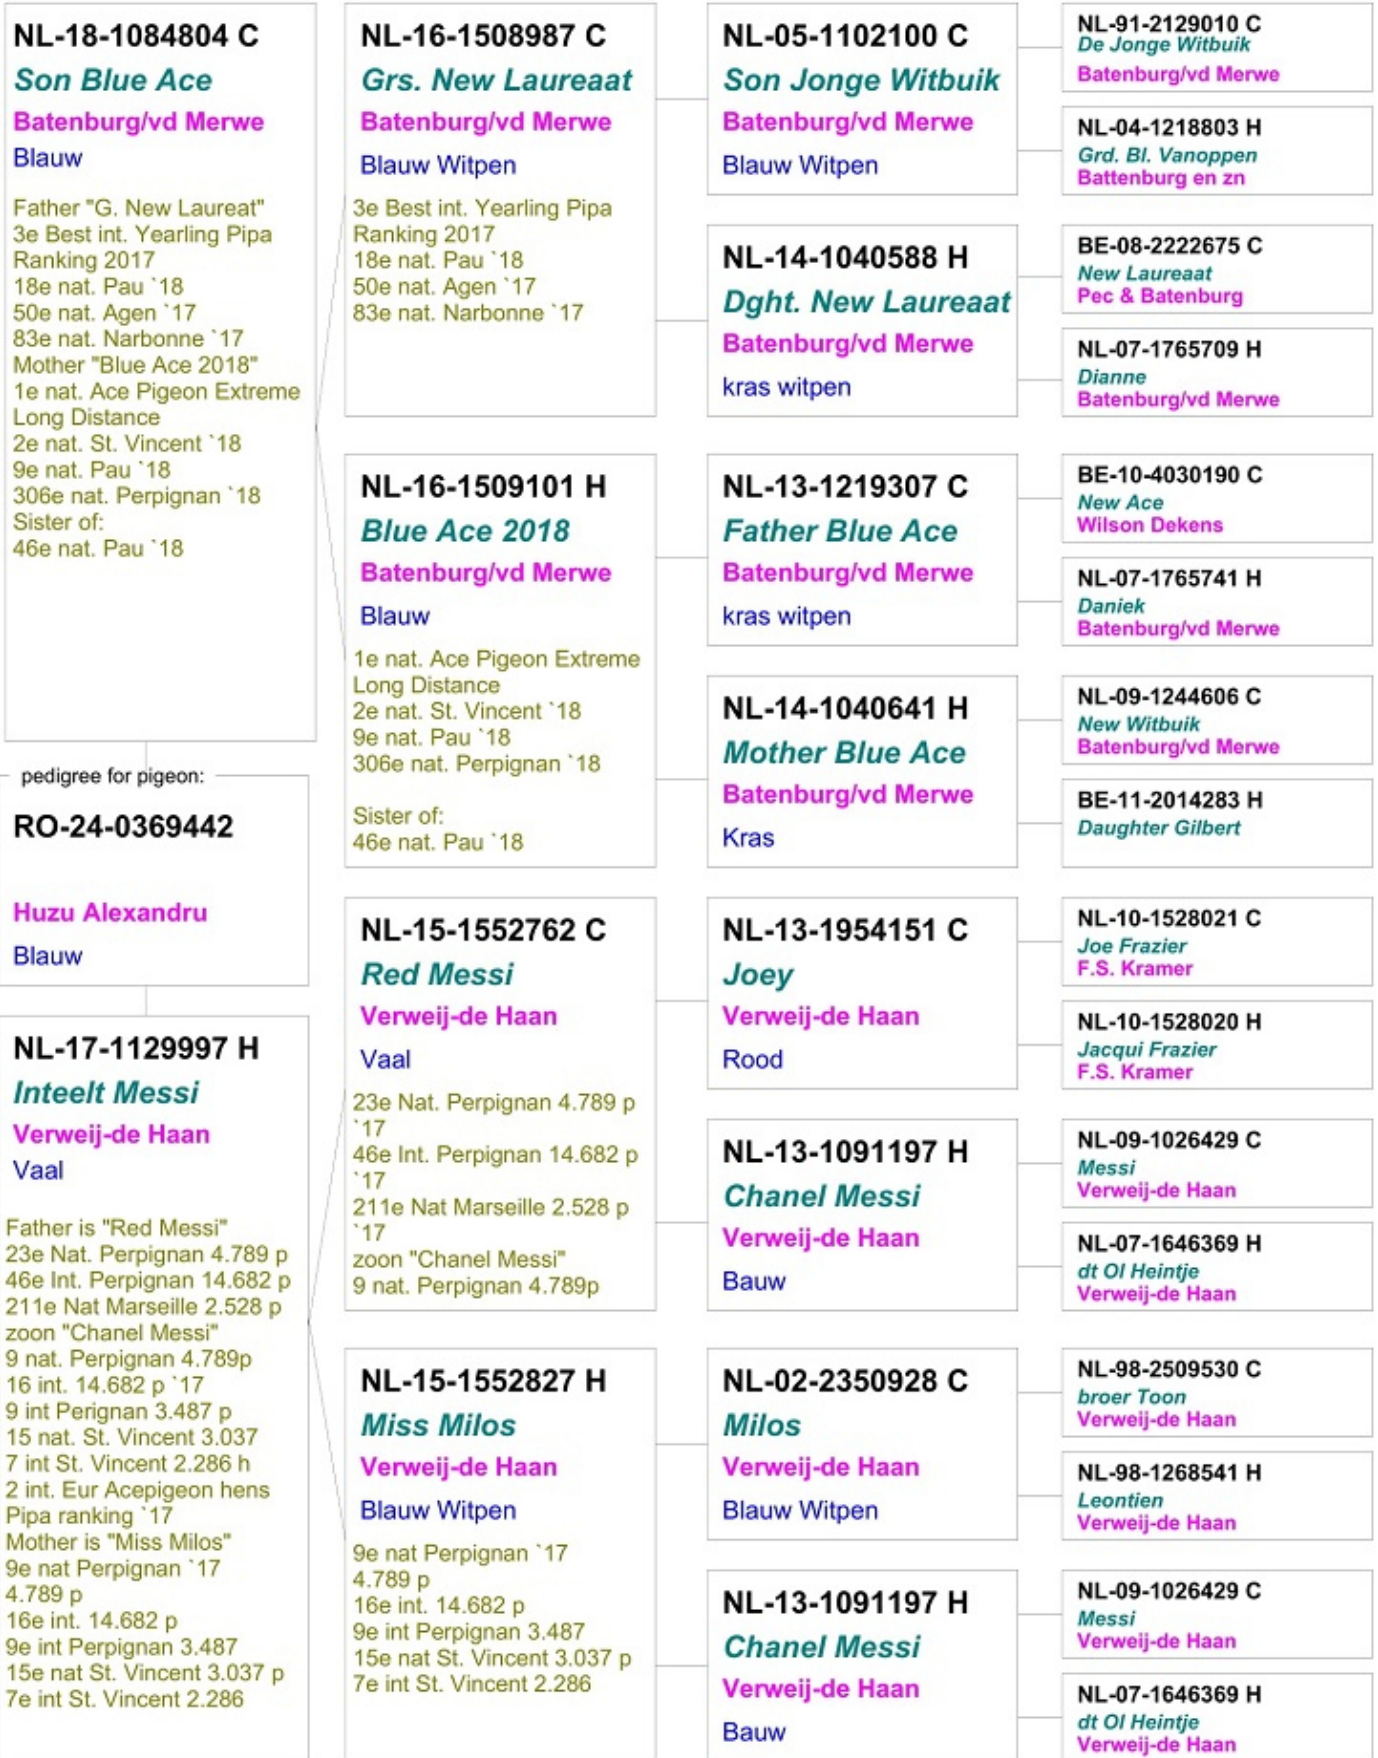 NL-18-1084804 C
Son Blue Ace
Batenburg/vd Merwe
Blauw
Father "G. New Laureat"
3e Best int. Yearling Pipa
Ranking 2017
18e nat. Pau `18
50e nat. Agen `17
83e nat. Narbonne `17
Mother "Blue Ace 2018"
1e nat. Ace Pigeon Extreme
Long Distance
2e nat. St. Vincent `18
9e nat. Pau `18
306e nat. Perpignan `18
Sister of:
46e nat. Pau `18
pedigree for pigeon:
RO-24-0369442
Huzu Alexandru
Blauw
NL-17-1129997 H
Inteelt Messi
Verweij-de Haan
Vaal
Father is "Red Messi"
23e Nat. Perpignan 4.789 p
46e Int. Perpignan 14.682 p
211e Nat Marseille 2.528 p
zoon "Chanel Messi"
9 nat. Perpignan 4.789p
16 int. 14.682 p `17
9 int Perignan 3.487 p
15 nat. St. Vincent 3.037
7 int St. Vincent 2.286 h
2 int. Eur Acepigeon hens
Pipa ranking `17
Mother is "Miss Milos"
9e nat Perpignan `17
4.789 p
16e int. 14.682 p
9e int Perpignan 3.487
15e nat St. Vincent 3.037 p
7e int St. Vincent 2.286
NL-16-1508987 C
Grs. New Laureaat
Batenburg/vd Merwe
Blauw Witpen
3e Best int. Yearling Pipa
Ranking 2017
18e nat. Pau `18
50e nat. Agen `17
83e nat. Narbonne `17
NL-16-1509101 H
Blue Ace 2018
Batenburg/vd Merwe
Blauw
1e nat. Ace Pigeon Extreme
Long Distance
2e nat. St. Vincent `18
9e nat. Pau `18
306e nat. Perpignan `18
Sister of:
46e nat. Pau `18
NL-15-1552762 C
Red Messi
Verweij-de Haan
Vaal
23e Nat. Perpignan 4.789 p
`17
46e Int. Perpignan 14.682 p
`17
211e Nat Marseille 2.528 p
`17
zoon "Chanel Messi"
9 nat. Perpignan 4.789p
NL-15-1552827 H
Miss Milos
Verweij-de Haan
Blauw Witpen
9e nat Perpignan `17
4.789 p
16e int. 14.682 p
9e int Perpignan 3.487
15e nat St. Vincent 3.037 p
7e int St. Vincent 2.286
NL-05-1102100 C
Son Jonge Witbuik
Batenburg/vd Merwe
Blauw Witpen
NL-14-1040588 H
Dght. New Laureaat
Batenburg/vd Merwe
kras witpen
NL-13-1219307 C
Father Blue Ace
Batenburg/vd Merwe
kras witpen
NL-14-1040641 H
Mother Blue Ace
Batenburg/vd Merwe
Kras
NL-13-1954151 C
Joey
Verweij-de Haan
Rood
NL-13-1091197 H
Chanel Messi
Verweij-de Haan
Bauw
NL-02-2350928 C
Milos
Verweij-de Haan
Blauw Witpen
NL-13-1091197 H
Chanel Messi
Verweij-de Haan
Bauw
NL-91-2129010 C
De Jonge Witbuik
Batenburg/vd Merwe
NL-04-1218803 H
Grd. Bl. Vanoppen
Battenburg en zn
BE-08-2222675 C
New Laureaat
Pec & Batenburg
NL-07-1765709 H
Dianne
Batenburg/vd Merwe
BE-10-4030190 C
New Ace
Wilson Dekens
NL-07-1765741 H
Daniek
Batenburg/vd Merwe
NL-09-1244606 C
New Witbuik
Batenburg/vd Merwe
BE-11-2014283 H
Daughter Gilbert
NL-10-1528021 C
Joe Frazier
F.S. Kramer
NL-10-1528020 H
Jacqui Frazier
F.S. Kramer
NL-09-1026429 C
Messi
Verweij-de Haan
NL-07-1646369 H
dt Ol Heintje
Verweij-de Haan
NL-98-2509530 C
broer Toon
Verweij-de Haan
NL-98-1268541 H
Leontien
Verweij-de Haan
NL-09-1026429 C
Messi
Verweij-de Haan
NL-07-1646369 H
dt Ol Heintje
Verweij-de Haan